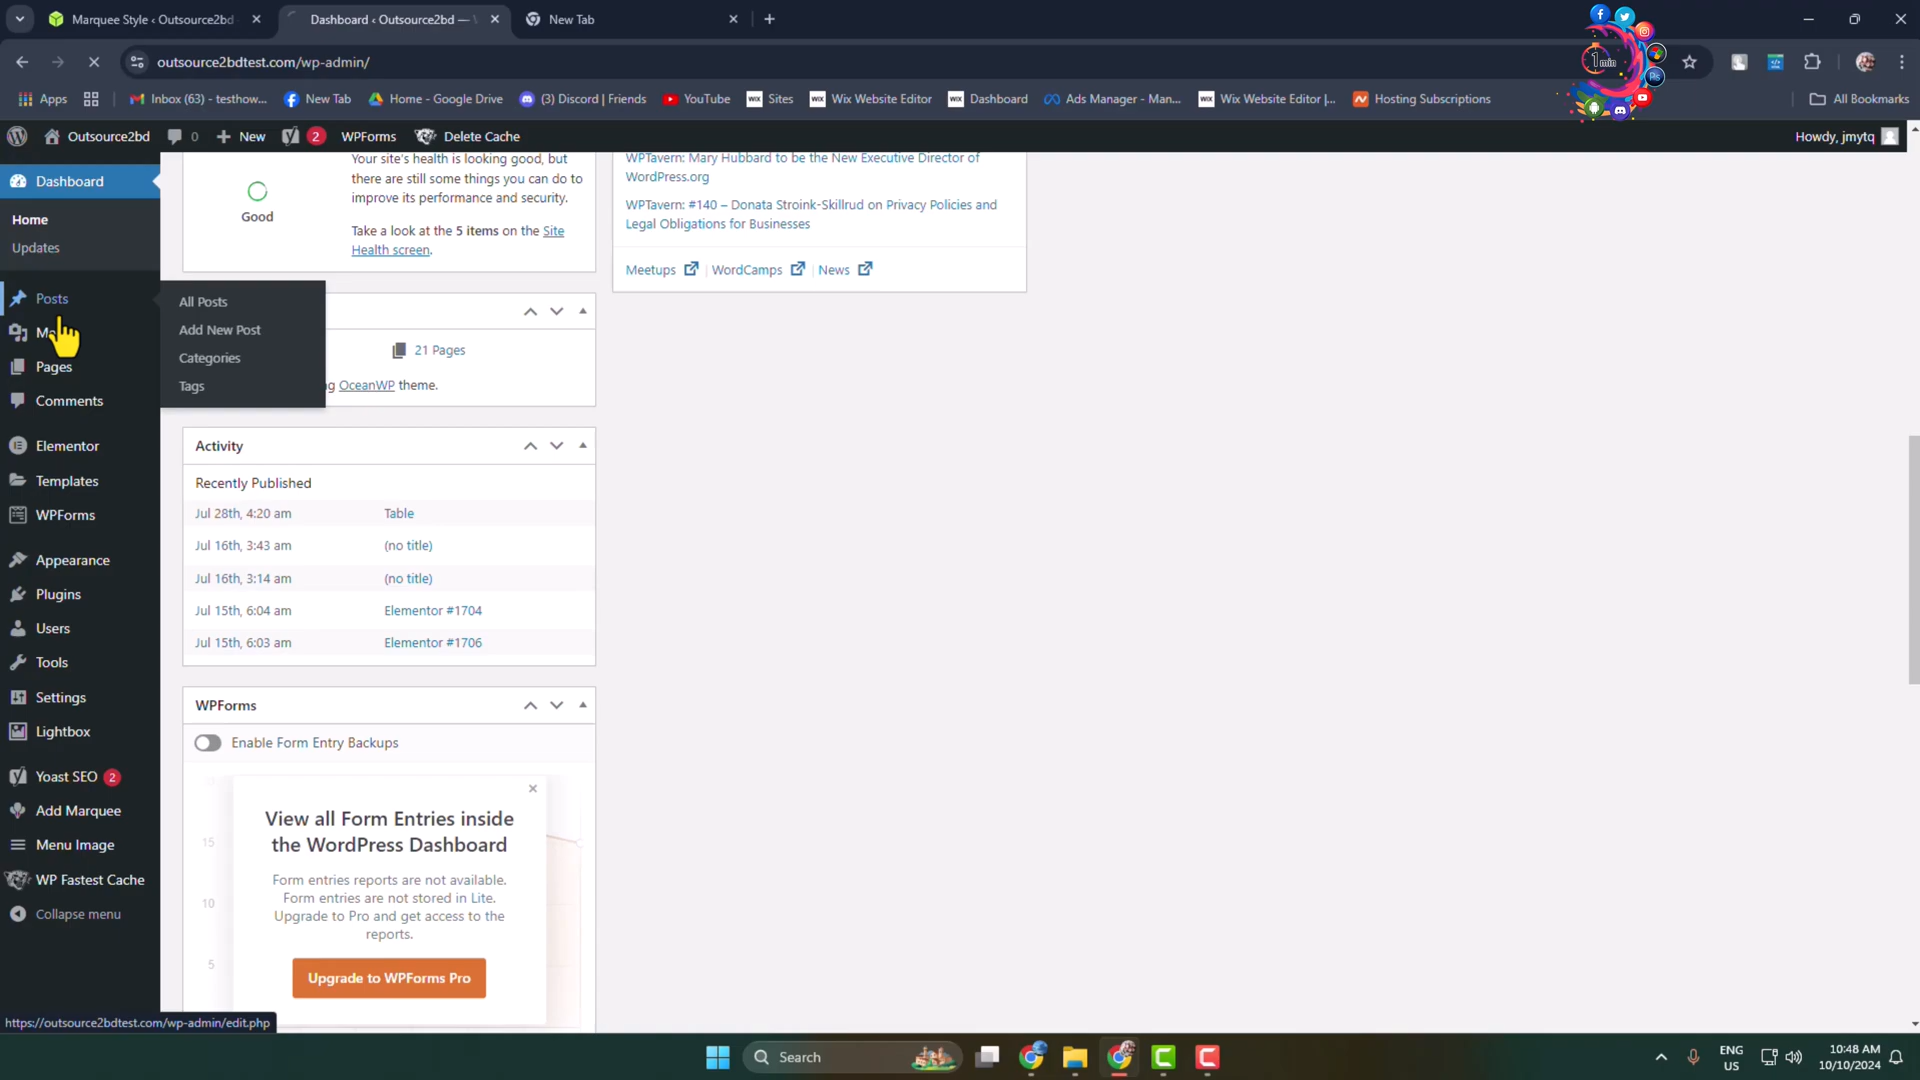 Marquee Style ‹ Outsource2bd
Dashboard ‹ Outsource2bd —
New Tab
outsource2bdtest.com/wp-admin/
1min
Ps
Apps
Inbox (63) - testhow...
New Tab
Home - Google Drive
(3) Discord | Friends
YouTube
WIX Sites
WIX Wix Website Editor
WIX Dashboard
Ads Manager - Man...
WIX Wix Website Editor |...
Hosting Subscriptions
All Bookmarks
Outsource2bd
0
New
2
WPForms
Delete Cache
Howdy, jmytq
Dashboard
Home
Updates
Posts
Pages
Comments
Elementor
Templates
WPForms
Appearance
Plugins
Users
Tools
Settings
Lightbox
Yoast SEO 2
Add Marquee
Menu Image
WP Fastest Cache
Collapse menu
All Posts
Add New Post
Categories
Tags
Good
Your site's health is looking good, but
there are still some things you can do to
improve its performance and security.
Take a look at the 5 items on the Site
Health screen.
21 Pages
OceanWP theme.
Activity
Recently Published
Jul 28th, 4:20 am Table
Jul 16th, 3:43 am (no title)
Jul 16th, 3:14 am (no title)
Jul 15th, 6:04 am Elementor #1704
Jul 15th, 6:03 am Elementor #1706
WPForms
Enable Form Entry Backups
15
10
5
View all Form Entries inside
the WordPress Dashboard
Form entries reports are not available.
Form entries are not stored in Lite.
Upgrade to Pro and get access to the
reports.
Upgrade to WPForms Pro
WPTavern: Mary Hubbard to be the New Executive Director of
WordPress.org
WPTavern: #140 – Donata Stroink-Skillrud on Privacy Policies and
Legal Obligations for Businesses
Meetups | WordCamps | News
https://outsource2bdtest.com/wp-admin/edit.php
Search
ENG
US
10:48 AM
10/10/2024